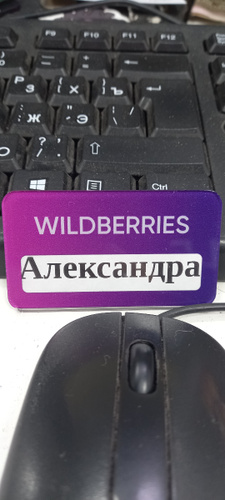 F9 F10 F11 F12
З Х Ъ
Ж Э
Ctrl
WILDBERRIES
Александра